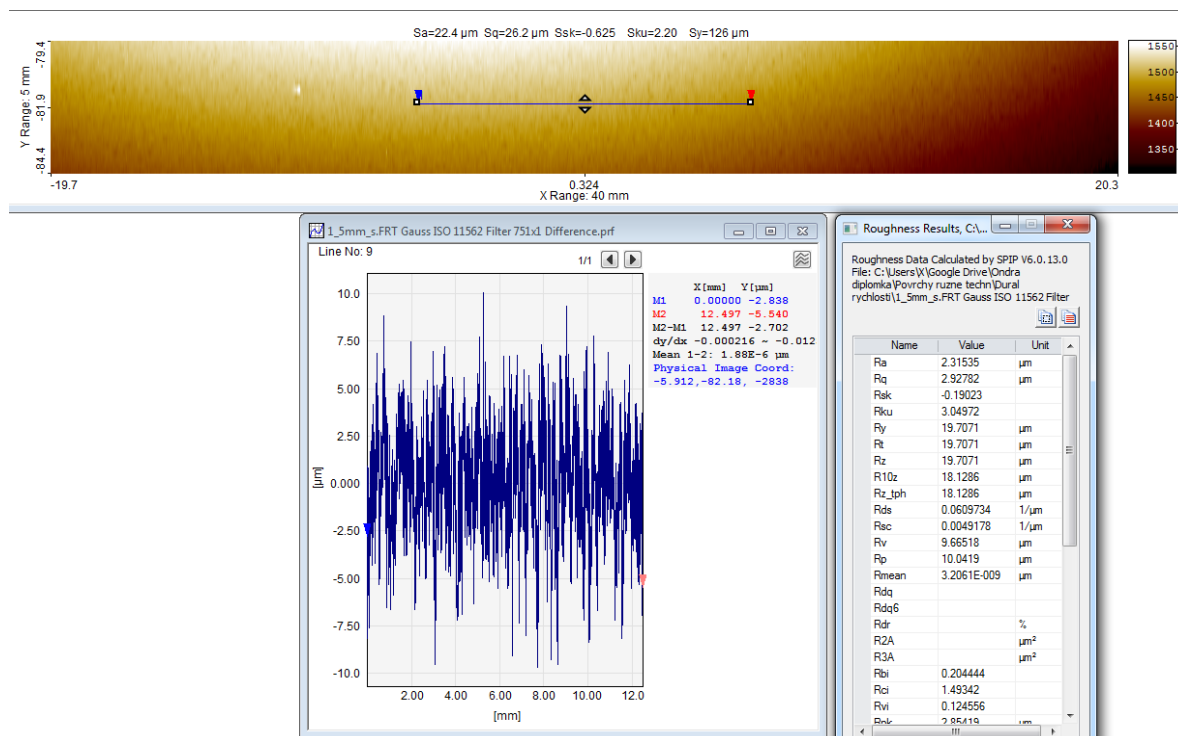 Sa=22.4 µm Sq=26.2 µm Ssk=-0.625 Sku=2.20 Sy=126 µm
Y Range: 5 mm
-79.4
-81.9
-84.4
-19.7
0.324
20.3
X Range: 40 mm
1550
1500
1450
1400
1350
1_5mm_s.FRT Gauss ISO 11562 Filter 751x1 Difference.prf
Line No: 9
1/1
[µm]
10.0
7.50
5.00
2.50
0.000
-2.50
-5.00
-7.50
-10.0
2.00 4.00 6.00 8.00 10.00 12.0
[mm]
X[mm] Y[µm]
M1 0.00000 -2.838
M2 12.497 -5.540
M2-M1 12.497 -2.702
dy/dx -0.000216 ~ -0.012
Mean 1-2: 1.88E-6 µm
Physical Image Coord:
-5.912,-82.18, -2838
Roughness Results, C:\...
Roughness Data Calculated by SPIP V6.0.13.0
File: C:\Users\X\Google Drive\Ondra
diplomka\Povrchy ruzne techn\Dural
rychlosti\1_5mm_s.FRT Gauss ISO 11562 Filter
Name Value Unit
Ra 2.31535 µm
Rq 2.92782 µm
Rsk -0.19023
Rku 3.04972
Ry 19.7071 µm
Rt 19.7071 µm
Rz 19.7071 µm
R10z 18.1286 µm
Rz_tph 18.1286 µm
Rds 0.0609734 1/µm
Rsc 0.0049178 1/µm
Rv 9.66518 µm
Rp 10.0419 µm
Rmean 3.2061E-009 µm
Rdq
Rdq6
Rdr %
R2A µm²
R3A µm²
Rbi 0.204444
Rci 1.49342
Rvi 0.124556
Rpk 2.85419 µm